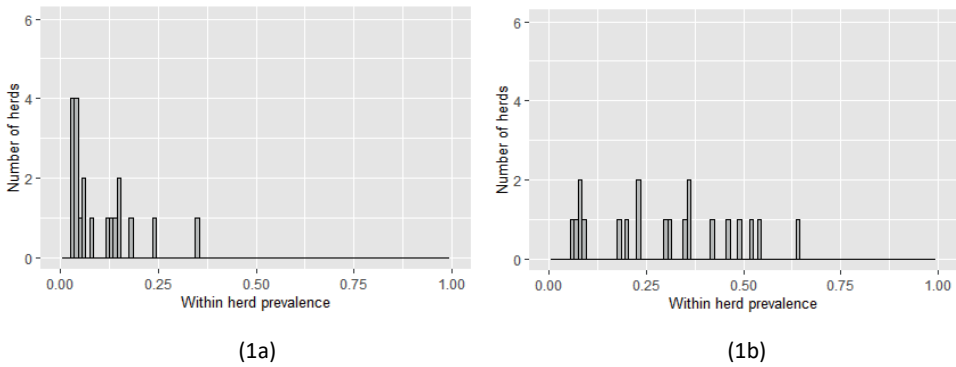 Number of herds
6
4
2
0
0.00 0.25 0.50 0.75 1.00
Within herd prevalence
(1a)
Number of herds
6
4
2
0
0.00 0.25 0.50 0.75 1.00
Within herd prevalence
(1b)